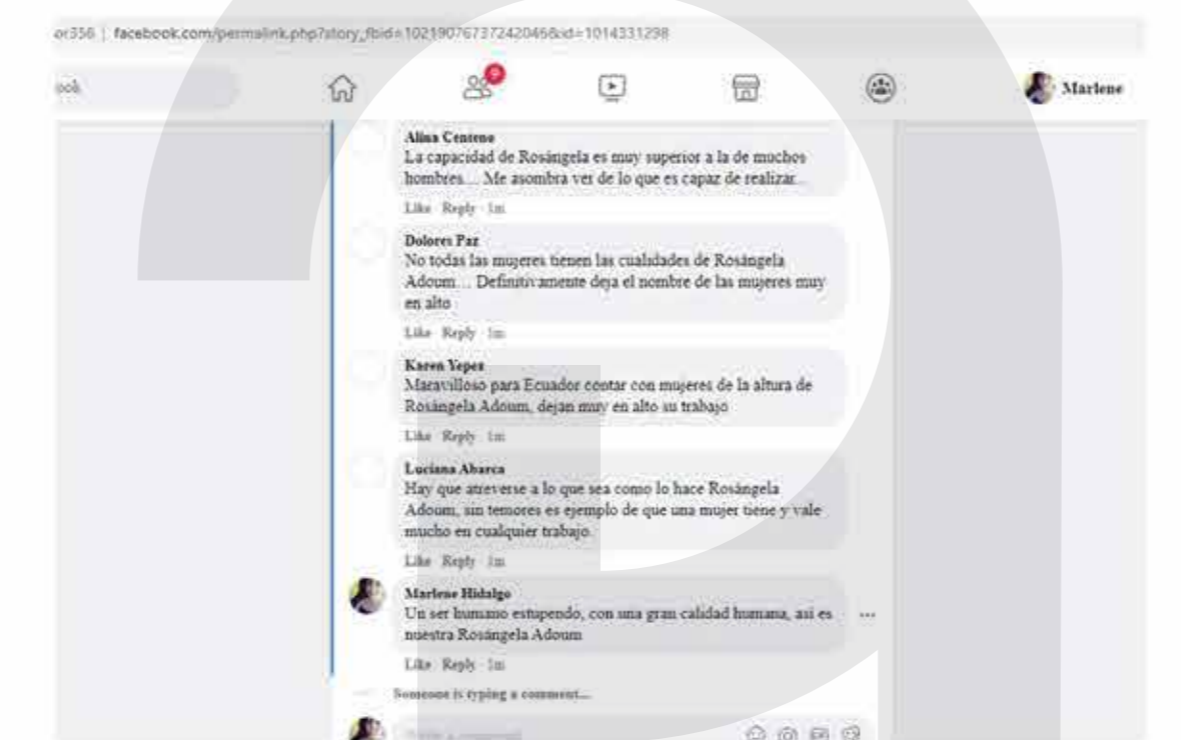 or356 | facebook.com/permalink.php?story_fbid=10219076737242046&id=1014331298
ook
9
Marlene
Alina Centeno
La capacidad de Rosángela es muy superior a la de muchos
hombres.... Me asombra ver de lo que es capaz de realizar...
Like · Reply · 1m
Dolores Paz
No todas las mujeres tienen las cualidades de Rosángela
Adoum.... Definitivamente deja el nombre de las mujeres muy
en alto
Like · Reply · 1m
Karen Yepez
Maravilloso para Ecuador contar con mujeres de la altura de
Rosángela Adoum, dejan muy en alto su trabajo
Like · Reply · 1m
Luciana Abarca
Hay que atreverse a lo que sea como lo hace Rosángela
Adoum, sin temores es ejemplo de que una mujer tiene y vale
mucho en cualquier trabajo.
Like · Reply · 1m
Marlene Hidalgo
Un ser humano estupendo, con una gran calidad humana, así es
nuestra Rosángela Adoum
Like · Reply · 1m
Someone is typing a comment...